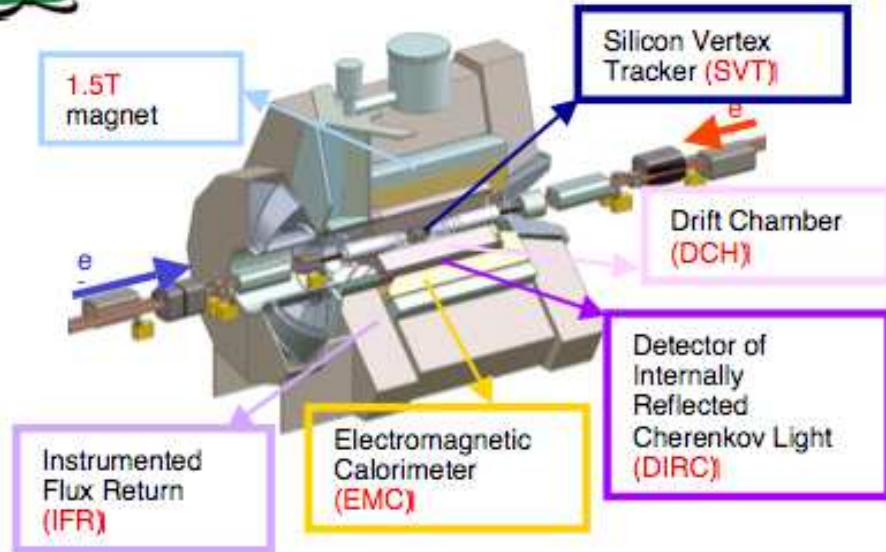 Silicon Vertex
Tracker (SVT)
1.5T
magnet
e
Drift Chamber
(DCH)
e
-
Detector of
Internally
Reflected
Cherenkov Light
(DIRC)
Electromagnetic
Calorimeter
(EMC)
Instrumented
Flux Return
(IFR)